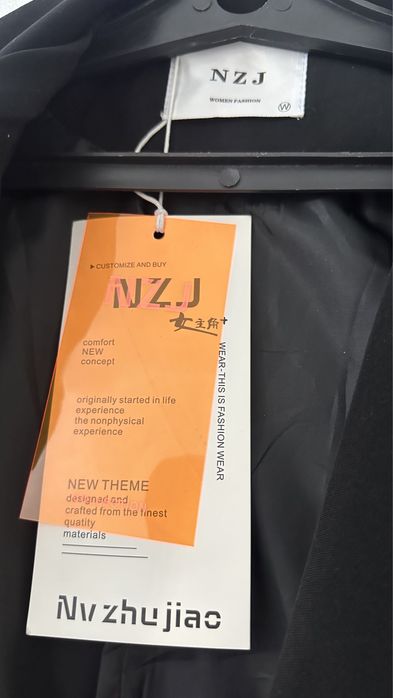 NZJ
WOMEN FASHION
W
CUSTOMIZE AND BUY
NZJ
女主角+
comfort
NEW
concept
WEAR-THIS IS FASHION WEAR
originally started in life
experience
the nonphysical
experience
NEW THEME
designed and
crafted from the finest
quatity
materials
Nvzhujiao